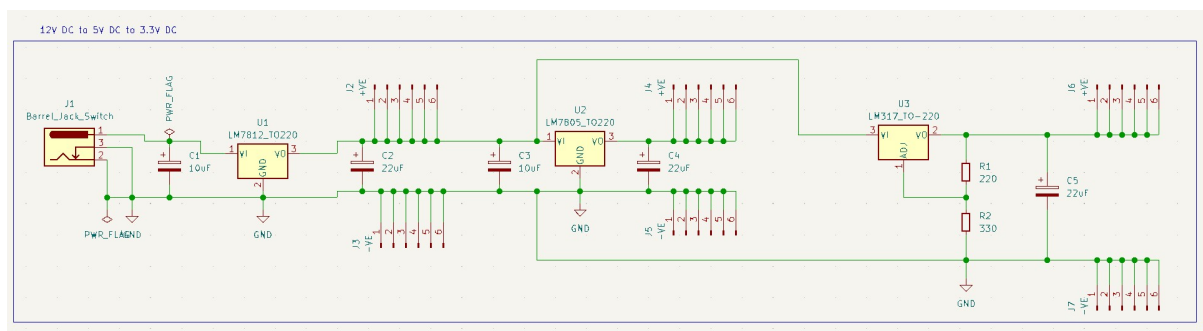 12V DC to 5V DC to 3.3V DC
J1
Barrel_Jack_Switch
1
3
2
PWR_FLAG
PWR_FLAG
GND
C1
10uF
U1
LM7812_TO220
1 VI VO 3
GND
2
GND
J2
+VE
1 2 3 4 5 6
C2
22uF
J3
-VE
1 2 3 4 5 6
C3
10uF
U2
LM7805_TO220
1 VI VO 3
GND
2
GND
J4
+VE
1 2 3 4 5 6
C4
22uF
J5
-VE
1 2 3 4 5 6
U3
LM317_TO-220
3 VI VO 2
ADJ
1
R1
220
R2
330
GND
C5
22uF
J6
+VE
1 2 3 4 5 6
J7
-VE
1 2 3 4 5 6